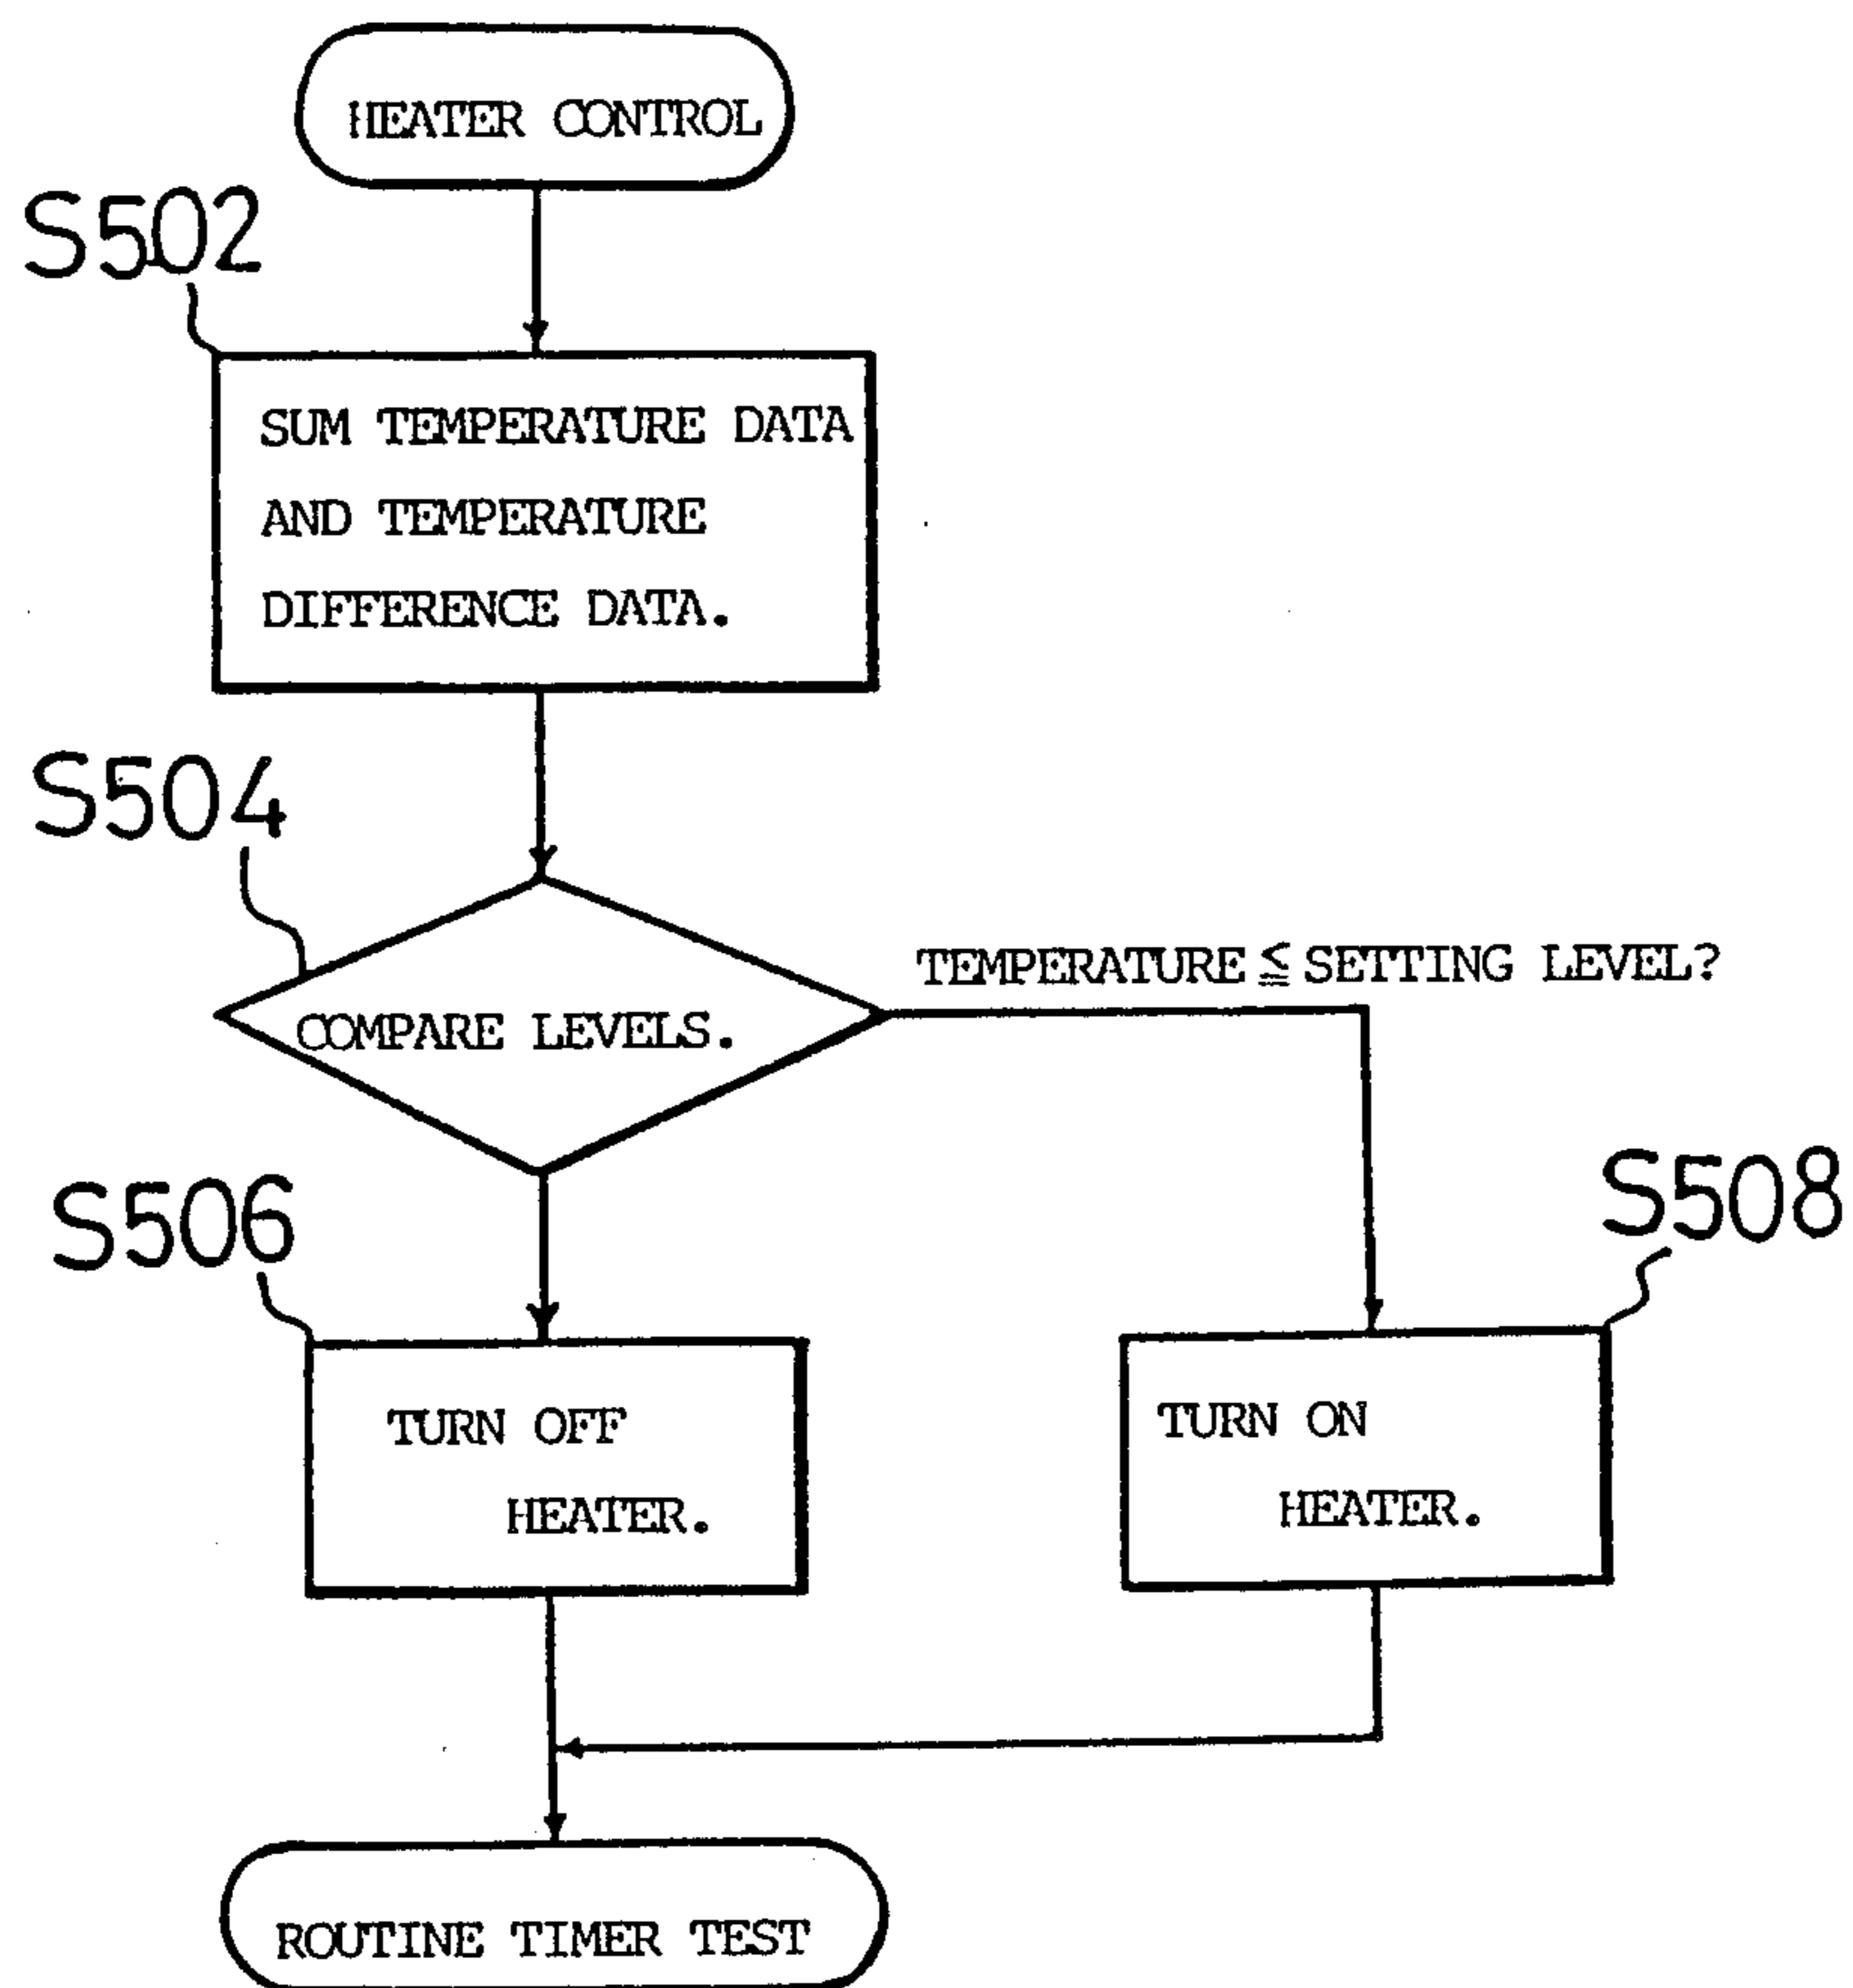 HEATER CONTROL
S502
SUM TEMPERATURE DATA
AND TEMPERATURE
DIFFERENCE DATA.
S504
COMPARE LEVELS.
TEMPERATURE ≦ SETTING LEVEL?
S506
TURN OFF
HEATER.
S508
TURN ON
HEATER.
ROUTINE TIMER TEST